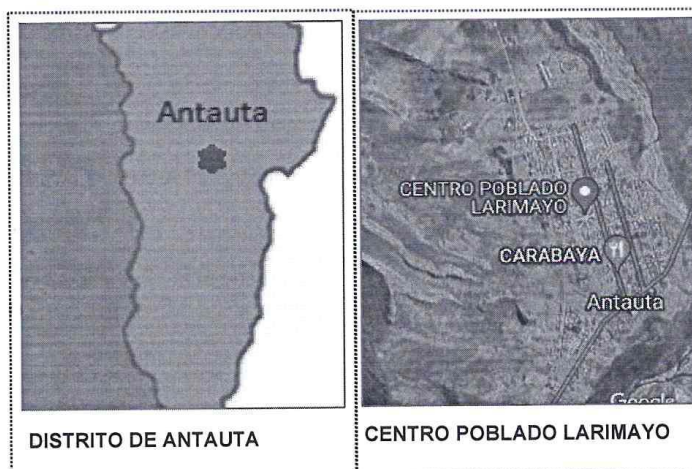 Antauta
DISTRITO DE ANTAUTA
CENTRO POBLADO
LARIMAYO
CARABAYA
Antauta
Google
CENTRO POBLADO LARIMAYO